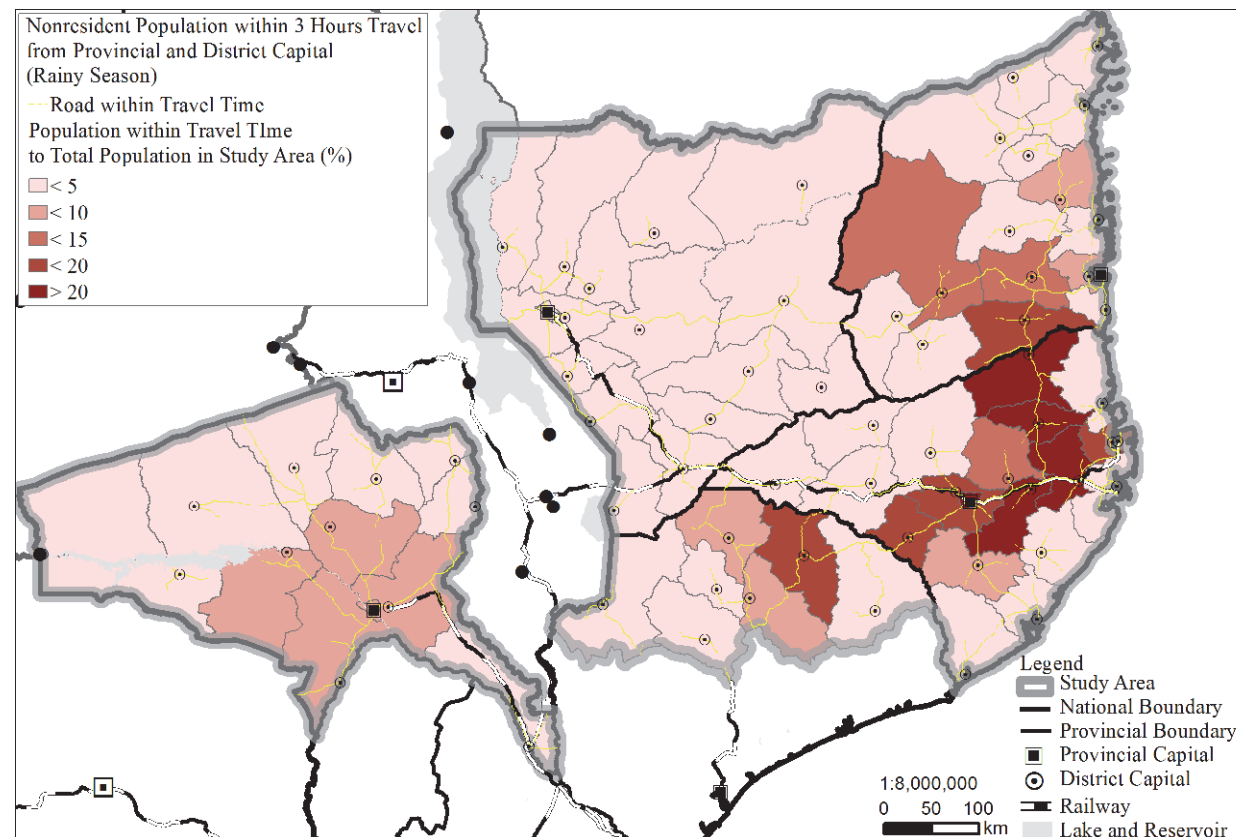 Nonresident Population within 3 Hours Travel
from Provincial and District Capital
(Rainy Season)
Road within Travel Time
Population within Travel TIme
to Total Population in Study Area (%)
< 5
< 10
< 15
< 20
> 20
Legend
Study Area
National Boundary
Provincial Boundary
Provincial Capital
District Capital
Railway
Lake and Reservoir
1:8,000,000
0 50 100
km